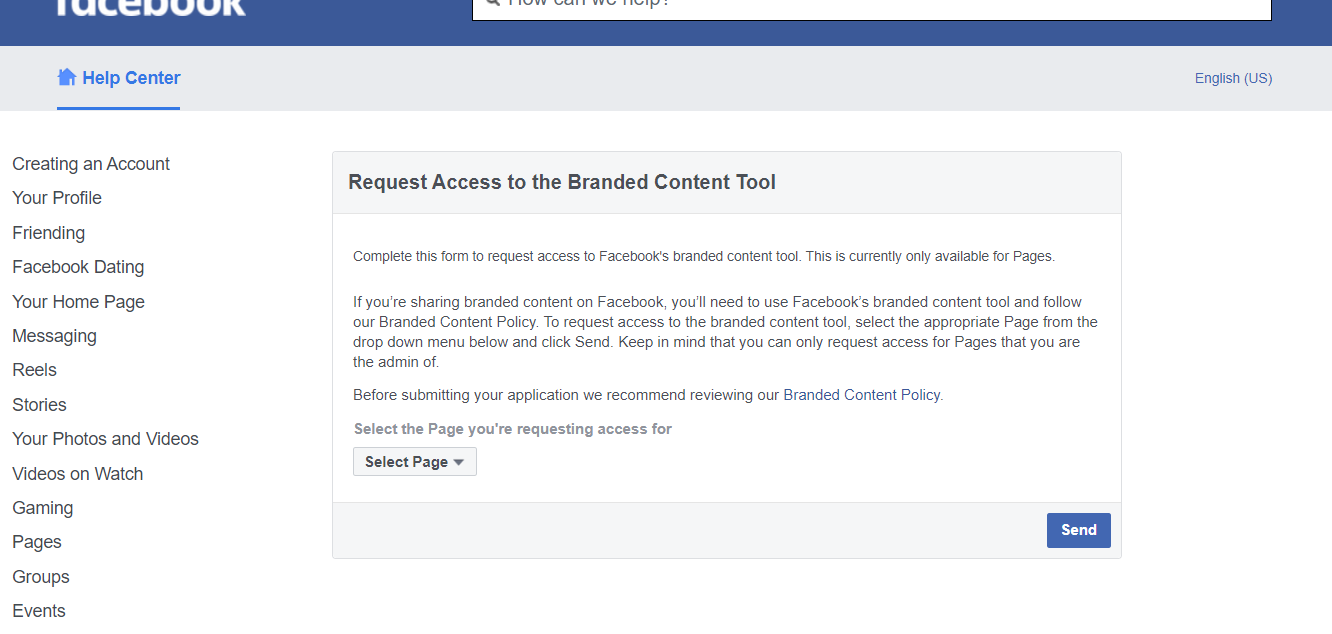 facebook
How can we help?
Help Center
English (US)
Creating an Account
Your Profile
Friending
Facebook Dating
Your Home Page
Messaging
Reels
Stories
Your Photos and Videos
Videos on Watch
Gaming
Pages
Groups
Events
Request Access to the Branded Content Tool
Complete this form to request access to Facebook's branded content tool. This is currently only available for Pages.
If you’re sharing branded content on Facebook, you’ll need to use Facebook’s branded content tool and follow
our Branded Content Policy. To request access to the branded content tool, select the appropriate Page from the
drop down menu below and click Send. Keep in mind that you can only request access for Pages that you are
the admin of.
Before submitting your application we recommend reviewing our Branded Content Policy.
Select the Page you're requesting access for
Select Page
Send